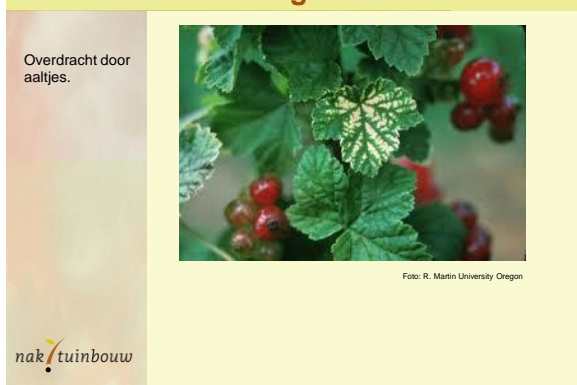 Overdracht door
aaltjes.
Foto: R. Martin University Oregon
nak tuinbouw